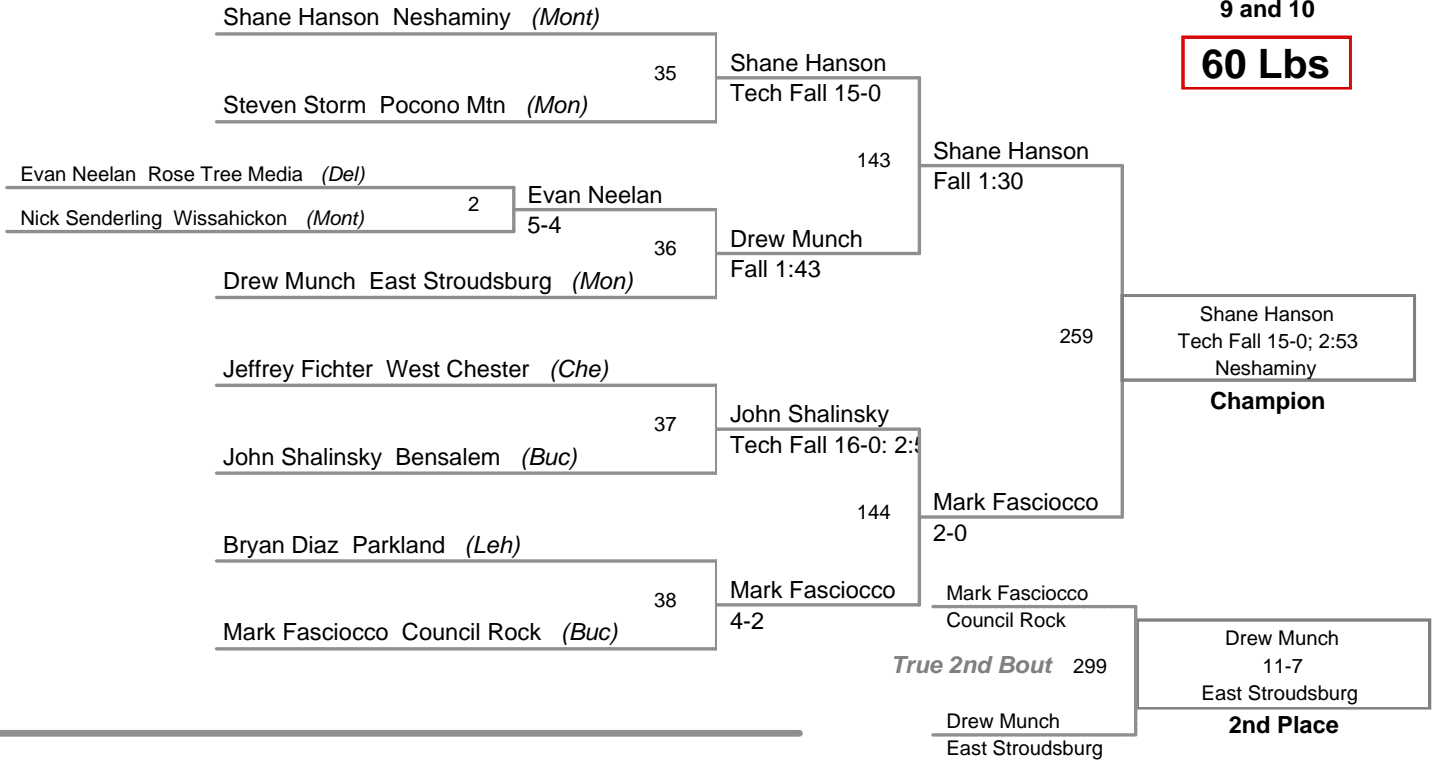 9 and 10
60 Lbs
Shane Hanson Neshaminy (Mont)
35
Steven Storm Pocono Mtn (Mon)
Shane Hanson
Tech Fall 15-0
Evan Neelan Rose Tree Media (Del)
2
Nick Senderling Wissahickon (Mont)
Evan Neelan
5-4
36
Drew Munch East Stroudsburg (Mon)
Drew Munch
Fall 1:43
143
Shane Hanson
Fall 1:30
Jeffrey Fichter West Chester (Che)
37
John Shalinsky Bensalem (Buc)
John Shalinsky
Tech Fall 16-0: 2:
Bryan Diaz Parkland (Leh)
38
Mark Fasciocco Council Rock (Buc)
Mark Fasciocco
4-2
144
Mark Fasciocco
2-0
259
Shane Hanson
Tech Fall 15-0; 2:53
Neshaminy
Champion
Mark Fasciocco
Council Rock
True 2nd Bout 299
Drew Munch
East Stroudsburg
Drew Munch
11-7
East Stroudsburg
2nd Place